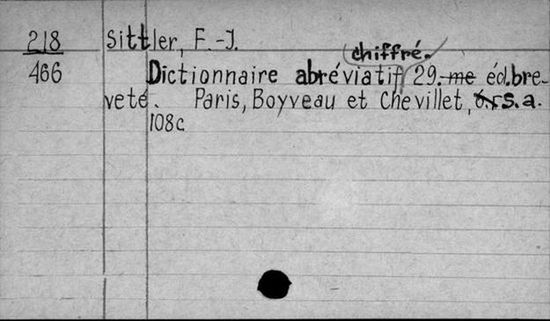 218 Sittler, F.-J.
chiffré.
466 Dictionnaire abréviatif 29.me éd.bre-
veté. Paris, Boyveau et Chevillet, s.a.
108c